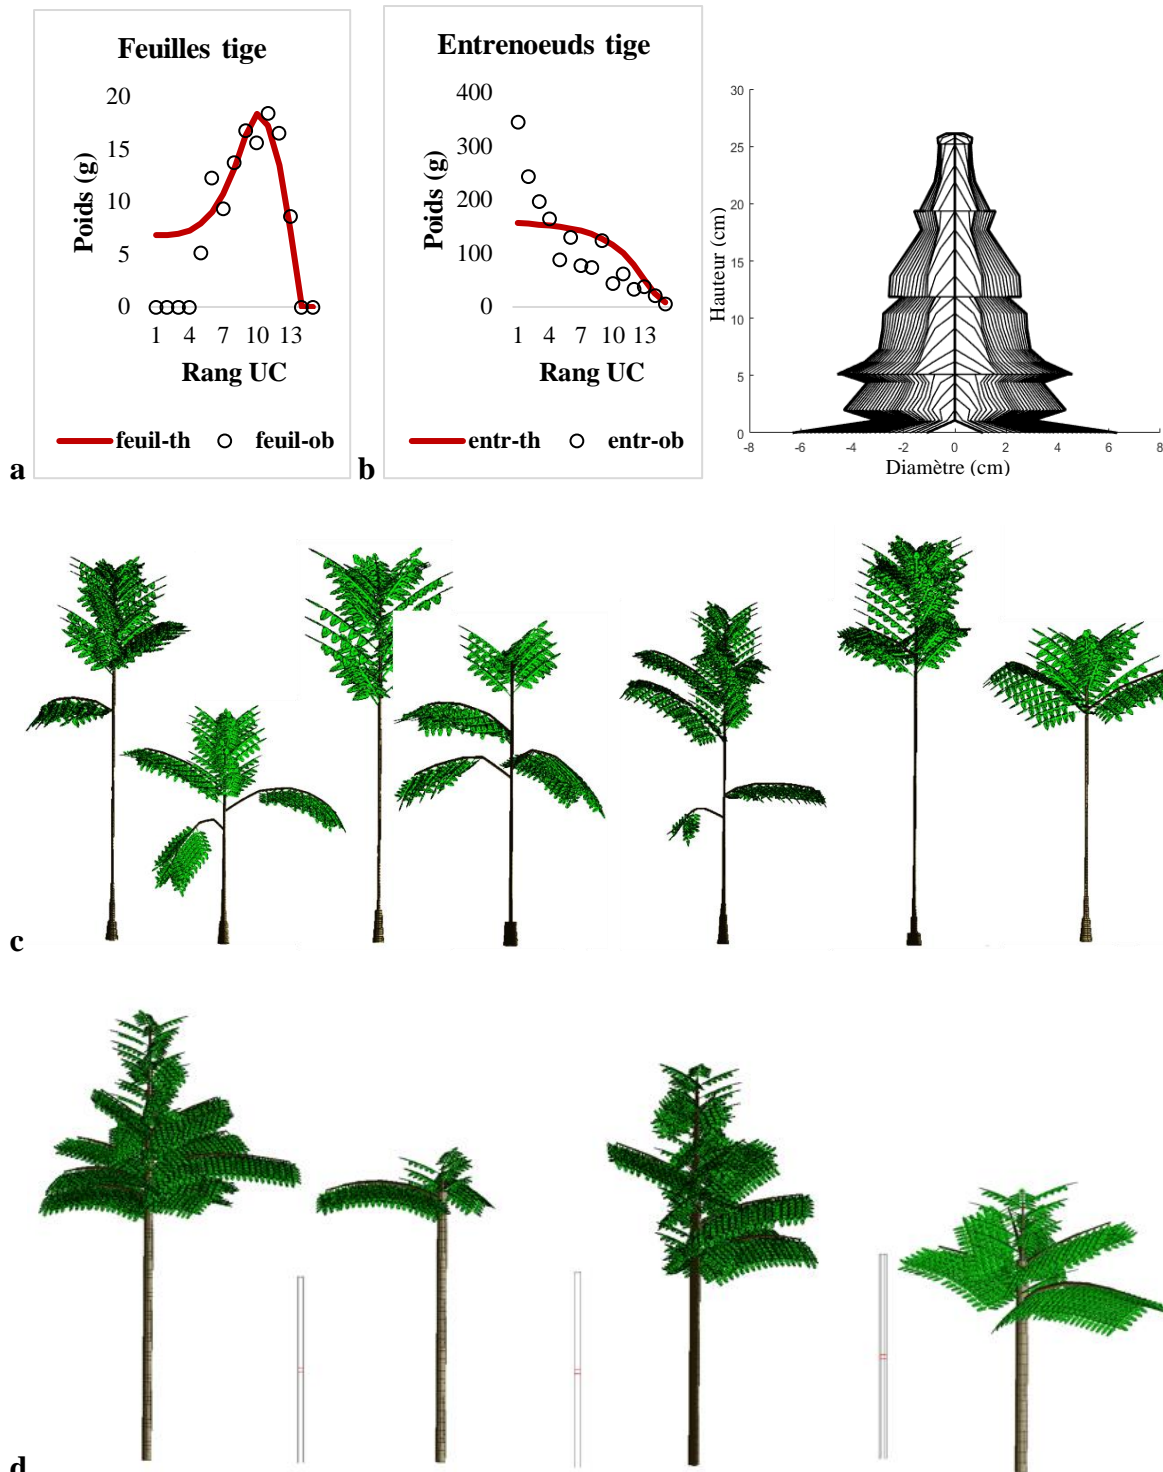 Feuilles tige
20
15
10
5
0
Poids (g)
1 4 7 10 13
Rang UC
feuil-th feuil-ob
a
Entrenoeuds tige
400
300
200
100
0
Poids (g)
1 4 7 10 13
Rang UC
entr-th entr-ob
b
30
25
20
15
10
5
0
Hauteur (cm)
-8 -6 -4 -2 0 2 4 6 8
Diamètre (cm)
c
d